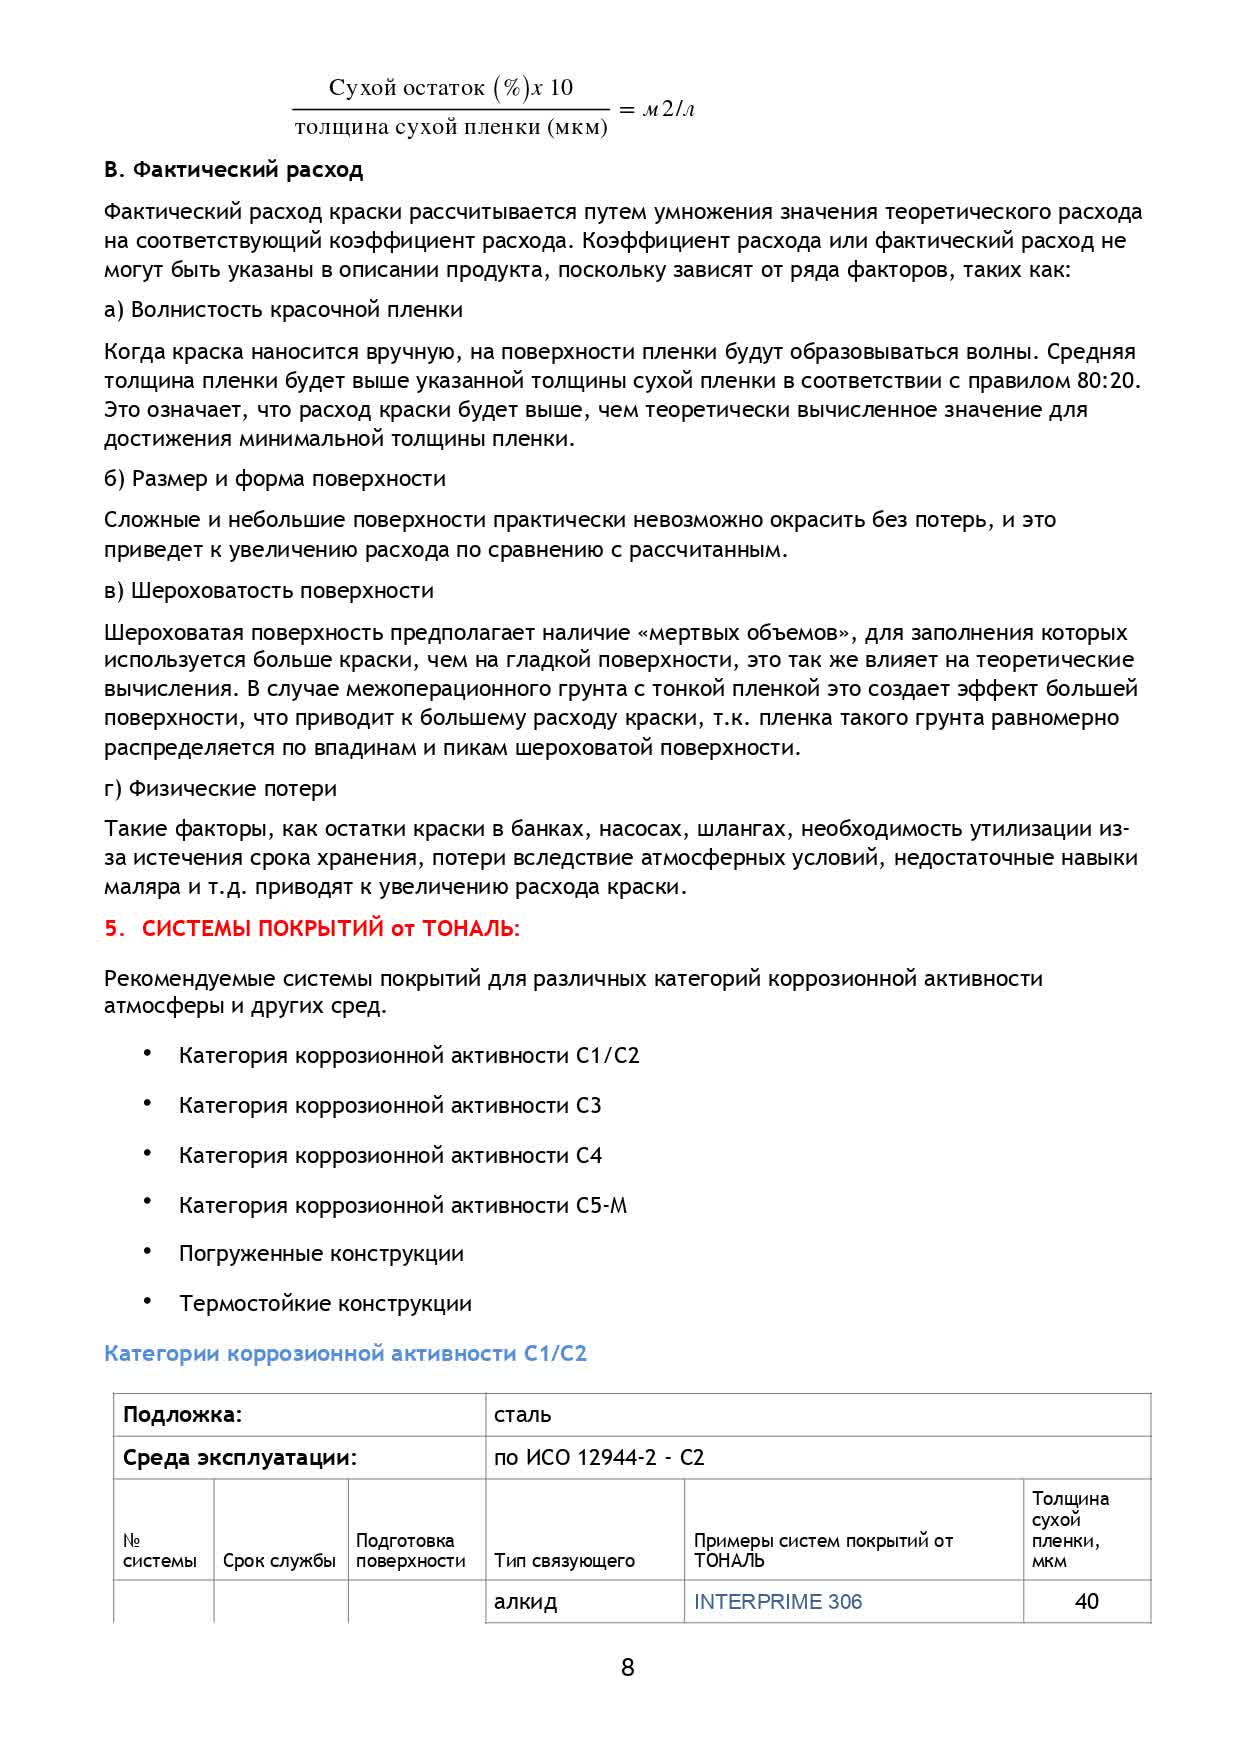 Сухой остаток (%)x 10
толщина сухой пленки (мкм)
= м2/л
В. Фактический расход
Фактический расход краски рассчитывается путем умножения значения теоретического расхода
на соответствующий коэффициент расхода. Коэффициент расхода или фактический расход не
могут быть указаны в описании продукта, поскольку зависят от ряда факторов, таких как:
а) Волнистость красочной пленки
Когда краска наносится вручную, на поверхности пленки будут образовываться волны. Средняя
толщина пленки будет выше указанной толщины сухой пленки в соответствии с правилом 80:20.
Это означает, что расход краски будет выше, чем теоретически вычисленное значение для
достижения минимальной толщины пленки.
б) Размер и форма поверхности
Сложные и небольшие поверхности практически невозможно окрасить без потерь, и это
приведет к увеличению расхода по сравнению с рассчитанным.
в) Шероховатость поверхности
Шероховатая поверхность предполагает наличие «мертвых объемов», для заполнения которых
используется больше краски, чем на гладкой поверхности, это так же влияет на теоретические
вычисления. В случае межоперационного грунта с тонкой пленкой это создает эффект большей
поверхности, что приводит к большему расходу краски, т.к. пленка такого грунта равномерно
распределяется по впадинам и пикам шероховатой поверхности.
г) Физические потери
Такие факторы, как остатки краски в банках, насосах, шлангах, необходимость утилизации из-
за истечения срока хранения, потери вследствие атмосферных условий, недостаточные навыки
маляра и т.д. приводят к увеличению расхода краски.
5. СИСТЕМЫ ПОКРЫТИЙ от ТОНАЛЬ:
Рекомендуемые системы покрытий для различных категорий коррозионной активности
атмосферы и других сред.
• Категория коррозионной активности С1/С2
• Категория коррозионной активности С3
• Категория коррозионной активности С4
• Категория коррозионной активности С5-М
• Погруженные конструкции
• Термостойкие конструкции
Категории коррозионной активности С1/С2
Подложка: сталь
Среда эксплуатации: по ИСО 12944-2 - С2
№
системы
Срок службы
Подготовка
поверхности
Тип связующего
Примеры систем покрытий от
ТОНАЛЬ
Толщина
сухой
пленки,
мкм
алкид INTERPRIME 306 40
8